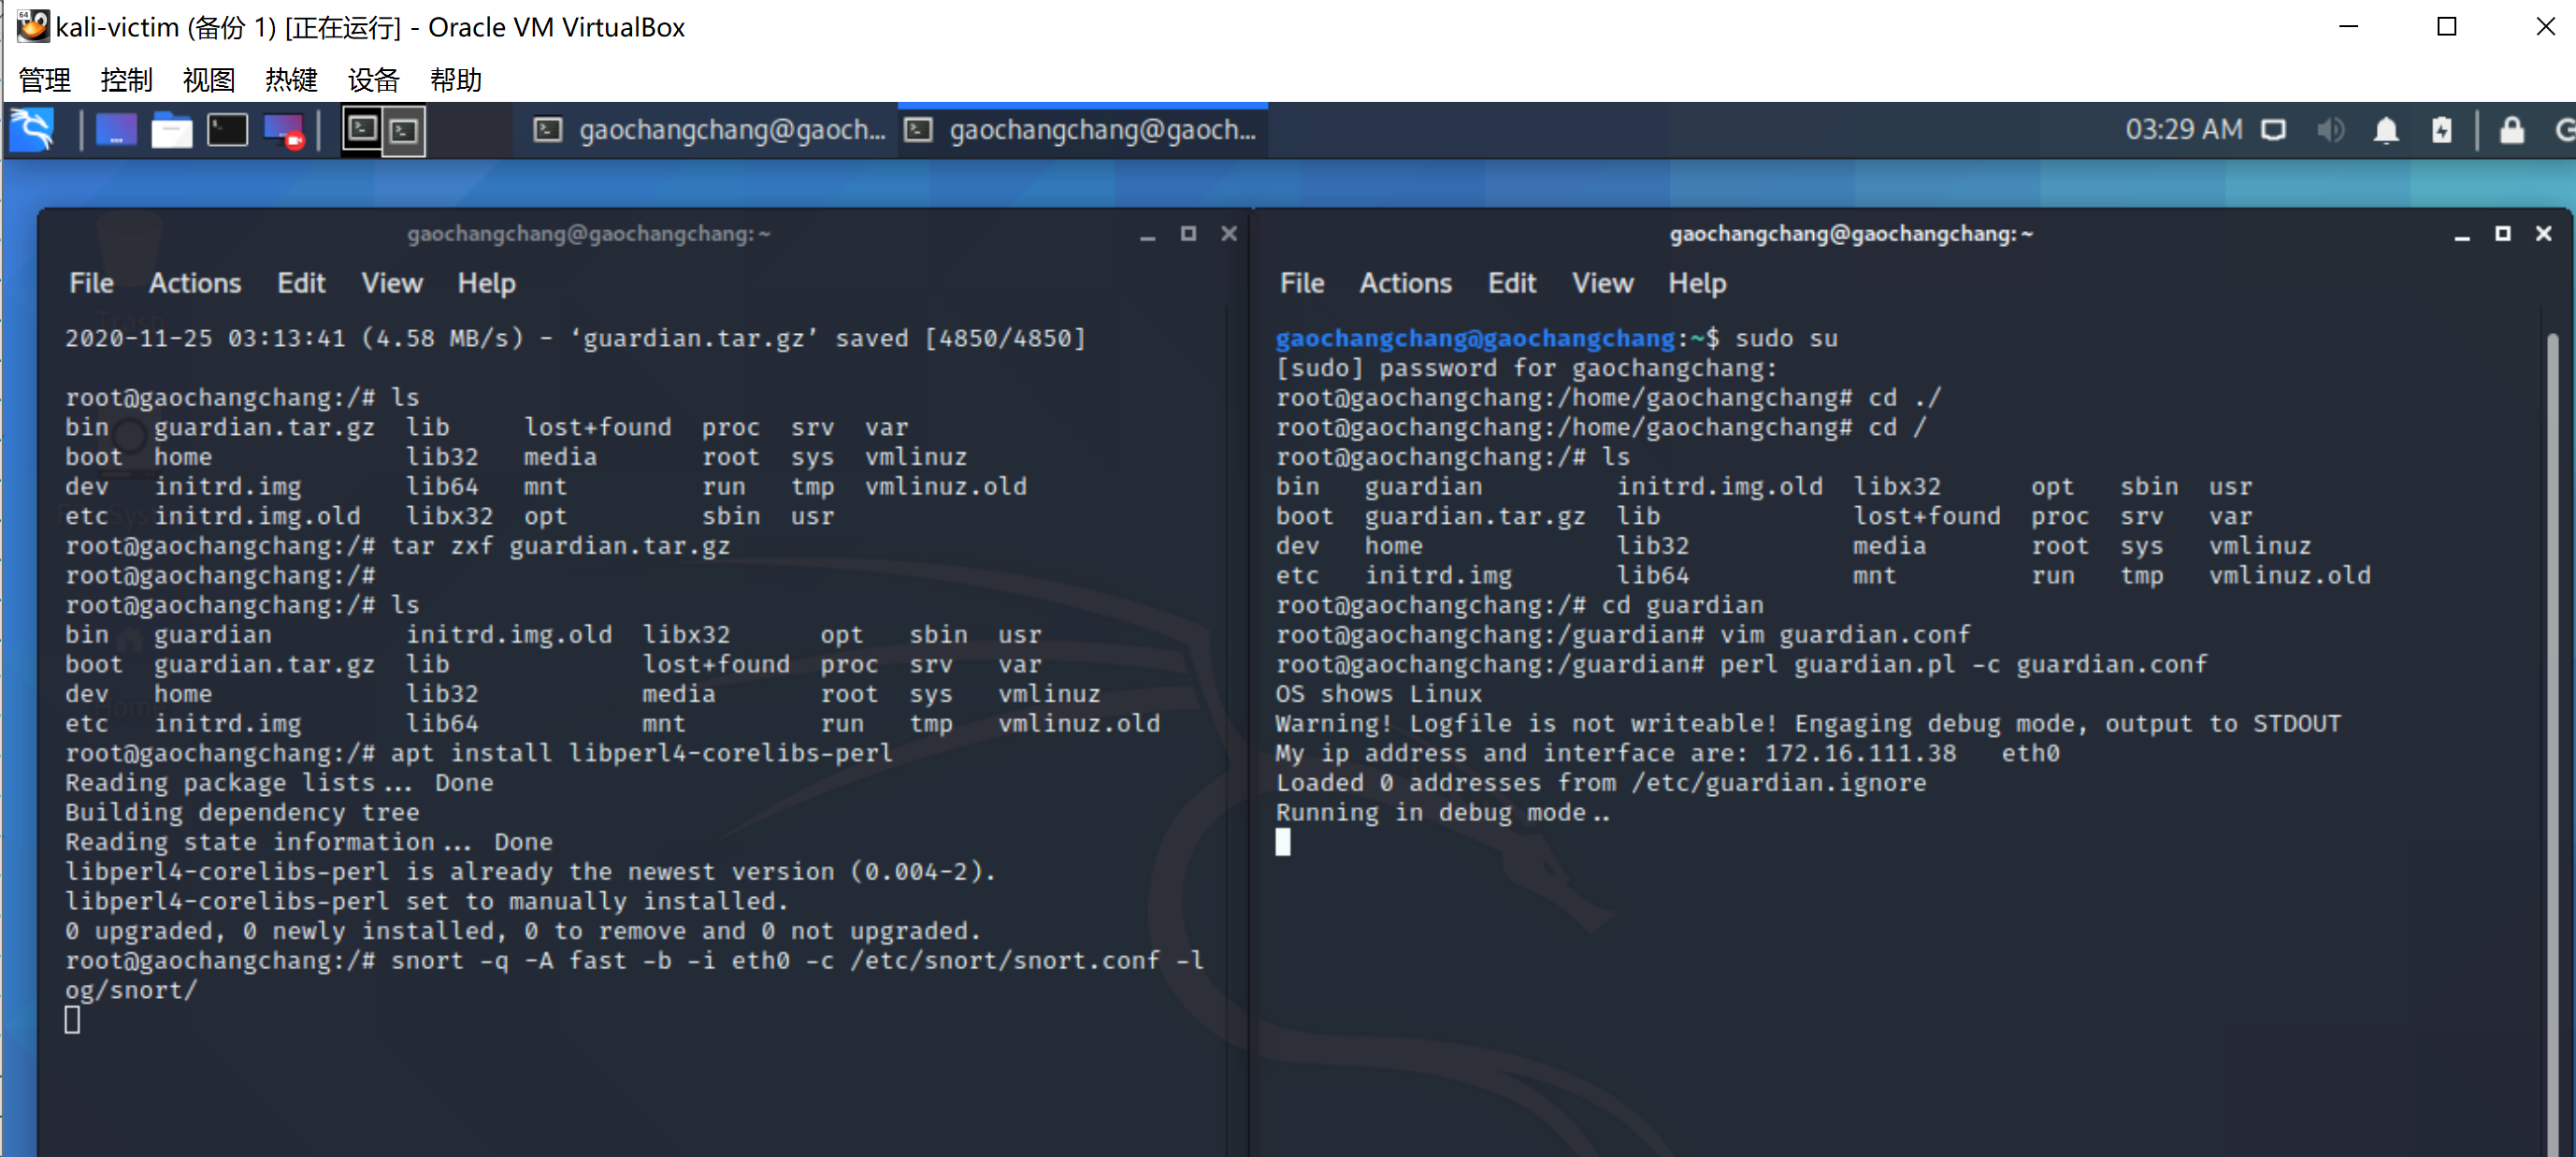 kali-victim (备份 1) [正在运行] - Oracle VM VirtualBox
管理 控制 视图 热键 设备 帮助
gaochangchang@gaoch... gaochangchang@gaoch... 03:29 AM
gaochangchang@gaochangchang:~
File Actions Edit View Help
2020-11-25 03:13:41 (4.58 MB/s) - ‘guardian.tar.gz’ saved [4850/4850]
root@gaochangchang:/# ls
bin guardian.tar.gz lib lost+found proc srv var
boot home lib32 media root sys vmlinuz
dev initrd.img lib64 mnt run tmp vmlinuz.old
etc initrd.img.old libx32 opt sbin usr
root@gaochangchang:/# tar zxf guardian.tar.gz
root@gaochangchang:/#
root@gaochangchang:/# ls
bin guardian initrd.img.old libx32 opt sbin usr
boot guardian.tar.gz lib lost+found proc srv var
dev home lib32 media root sys vmlinuz
etc initrd.img lib64 mnt run tmp vmlinuz.old
root@gaochangchang:/# apt install libperl4-corelibs-perl
Reading package lists... Done
Building dependency tree
Reading state information... Done
libperl4-corelibs-perl is already the newest version (0.004-2).
libperl4-corelibs-perl set to manually installed.
0 upgraded, 0 newly installed, 0 to remove and 0 not upgraded.
root@gaochangchang:/# snort -q -A fast -b -i eth0 -c /etc/snort/snort.conf -l
og/snort/
gaochangchang@gaochangchang:~
File Actions Edit View Help
gaochangchang@gaochangchang:~$ sudo su
[sudo] password for gaochangchang:
root@gaochangchang:/home/gaochangchang# cd ./
root@gaochangchang:/home/gaochangchang# cd /
root@gaochangchang:/# ls
bin guardian initrd.img.old libx32 opt sbin usr
boot guardian.tar.gz lib lost+found proc srv var
dev home lib32 media root sys vmlinuz
etc initrd.img lib64 mnt run tmp vmlinuz.old
root@gaochangchang:/# cd guardian
root@gaochangchang:/guardian# vim guardian.conf
root@gaochangchang:/guardian# perl guardian.pl -c guardian.conf
OS shows Linux
Warning! Logfile is not writeable! Engaging debug mode, output to STDOUT
My ip address and interface are: 172.16.111.38 eth0
Loaded 0 addresses from /etc/guardian.ignore
Running in debug mode..